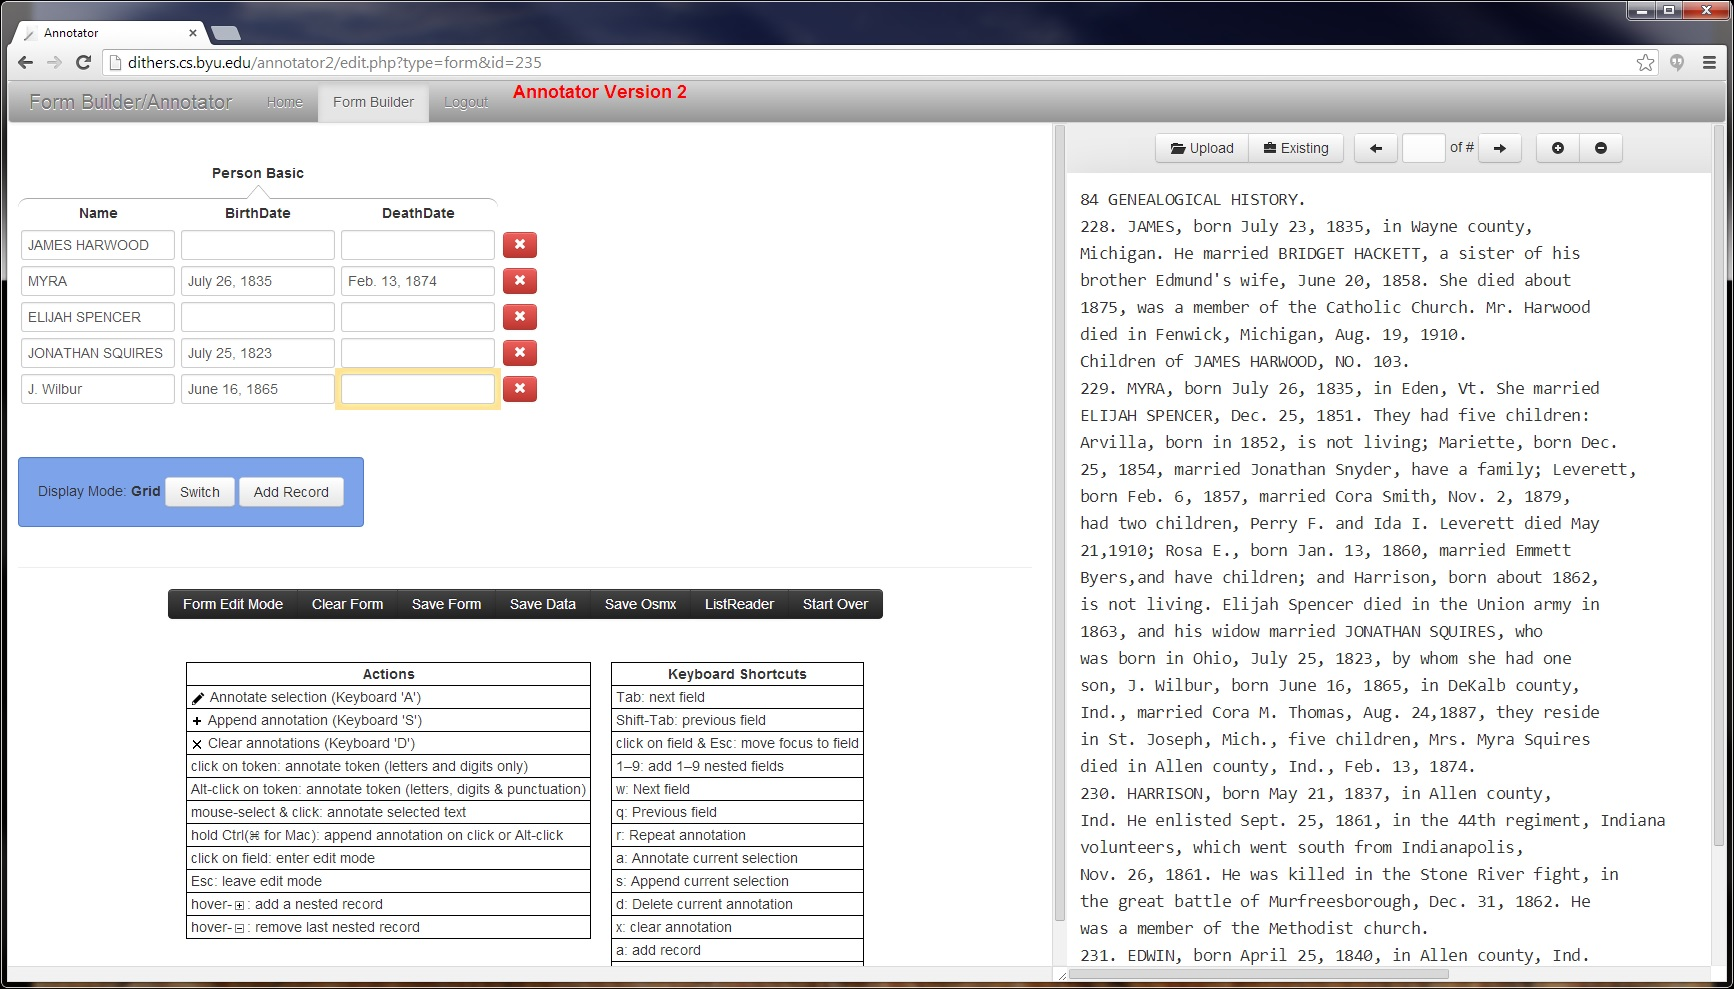 Annotator
dithers.cs.byu.edu/annotator2/edit.php?type=form&id=235
Form Builder/Annotator Home Form Builder Logout Annotator Version 2
Person Basic
Name BirthDate DeathDate
JAMES HARWOOD
MYRA July 26, 1835 Feb. 13, 1874
ELIJAH SPENCER
JONATHAN SQUIRES July 25, 1823
J. Wilbur June 16, 1865
Display Mode: Grid Switch Add Record
Form Edit Mode Clear Form Save Form Save Data Save Osmx ListReader Start Over
Actions
Annotate selection (Keyboard 'A')
Append annotation (Keyboard 'S')
Clear annotations (Keyboard 'D')
click on token: annotate token (letters and digits only)
Alt-click on token: annotate token (letters, digits & punctuation)
mouse-select & click: annotate selected text
hold Ctrl(⌘ for Mac): append annotation on click or Alt-click
click on field: enter edit mode
Esc: leave edit mode
hover-⊞: add a nested record
hover-⊟: remove last nested record
Keyboard Shortcuts
Tab: next field
Shift-Tab: previous field
click on field & Esc: move focus to field
1–9: add 1–9 nested fields
w: Next field
q: Previous field
r: Repeat annotation
a: Annotate current selection
s: Append current selection
d: Delete current annotation
x: clear annotation
a: add record
Upload Existing of #
84 GENEALOGICAL HISTORY.
228. JAMES, born July 23, 1835, in Wayne county,
Michigan. He married BRIDGET HACKETT, a sister of his
brother Edmund's wife, June 20, 1858. She died about
1875, was a member of the Catholic Church. Mr. Harwood
died in Fenwick, Michigan, Aug. 19, 1910.
Children of JAMES HARWOOD, NO. 103.
229. MYRA, born July 26, 1835, in Eden, Vt. She married
ELIJAH SPENCER, Dec. 25, 1851. They had five children:
Arvilla, born in 1852, is not living; Mariette, born Dec.
25, 1854, married Jonathan Snyder, have a family; Leverett,
born Feb. 6, 1857, married Cora Smith, Nov. 2, 1879,
had two children, Perry F. and Ida I. Leverett died May
21,1910; Rosa E., born Jan. 13, 1860, married Emmett
Byers,and have children; and Harrison, born about 1862,
is not living. Elijah Spencer died in the Union army in
1863, and his widow married JONATHAN SQUIRES, who
was born in Ohio, July 25, 1823, by whom she had one
son, J. Wilbur, born June 16, 1865, in DeKalb county,
Ind., married Cora M. Thomas, Aug. 24,1887, they reside
in St. Joseph, Mich., five children, Mrs. Myra Squires
died in Allen county, Ind., Feb. 13, 1874.
230. HARRISON, born May 21, 1837, in Allen county,
Ind. He enlisted Sept. 25, 1861, in the 44th regiment, Indiana
volunteers, which went south from Indianapolis,
Nov. 26, 1861. He was killed in the Stone River fight, in
the great battle of Murfreesborough, Dec. 31, 1862. He
was a member of the Methodist church.
231. EDWIN, born April 25, 1840, in Allen county, Ind.